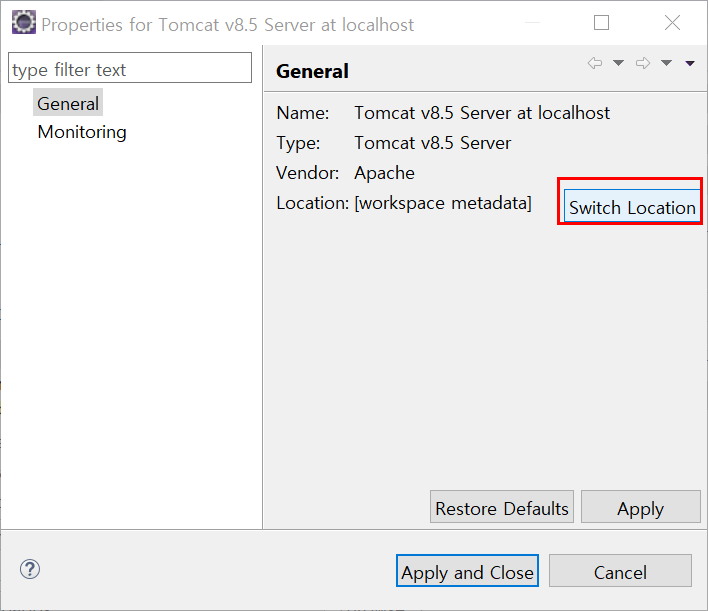 Properties for Tomcat v8.5 Server at localhost
type filter text
General
Monitoring
General
Name: Tomcat v8.5 Server at localhost
Type: Tomcat v8.5 Server
Vendor: Apache
Location: [workspace metadata]
Switch Location
Restore Defaults
Apply
?
Apply and Close
Cancel